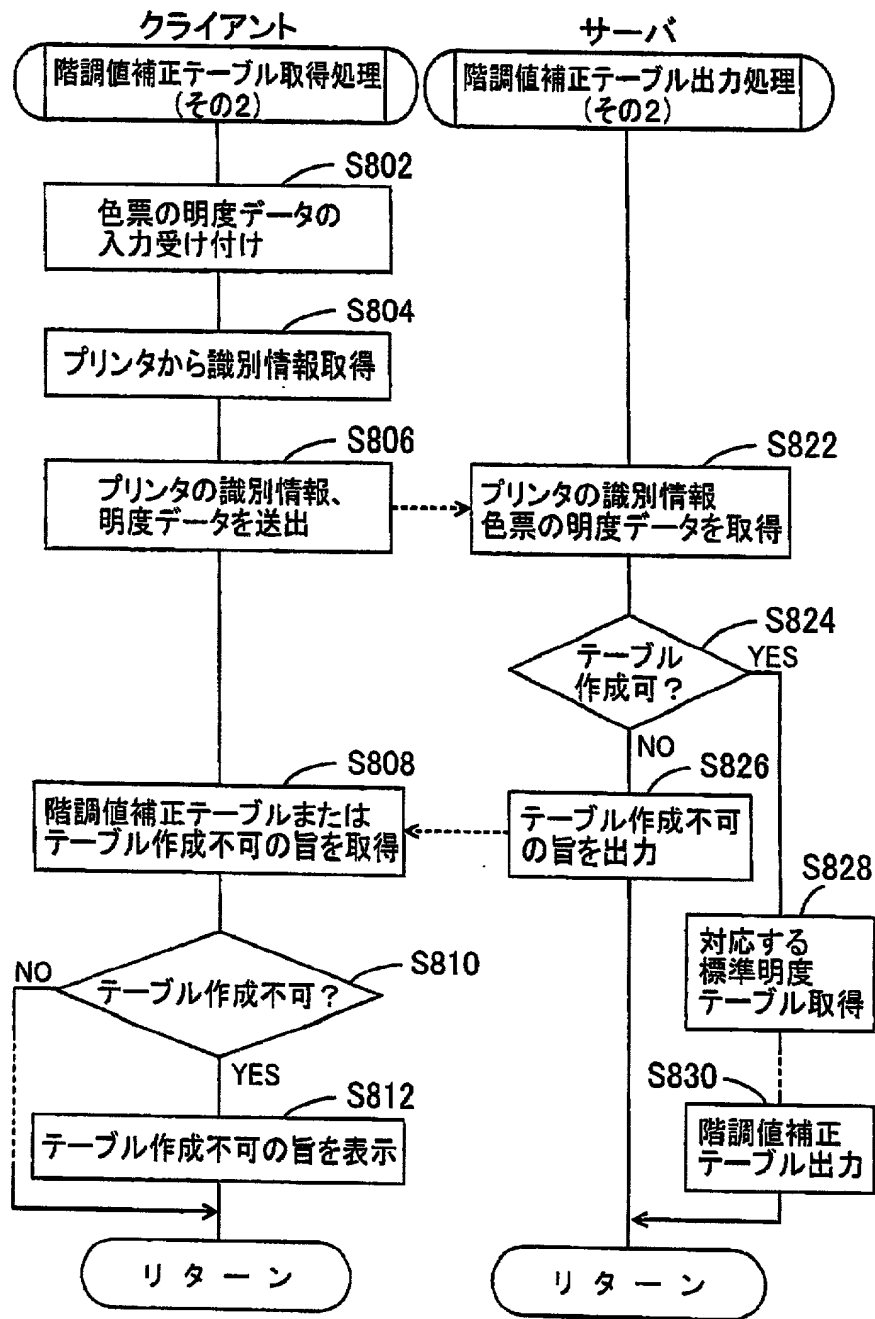 クライアント
階調値補正テーブル取得処理
(その2)
S802
色票の明度データの
入力受け付け
S804
プリンタから識別情報取得
S806
プリンタの識別情報、
明度データを送出
S808
階調値補正テーブルまたは
テーブル作成不可の旨を取得
S810
テーブル作成不可?
NO
YES
S812
テーブル作成不可の旨を表示
リターン
サーバ
階調値補正テーブル出力処理
(その2)
S822
プリンタの識別情報
色票の明度データを取得
S824
テーブル
作成可?
YES
NO
S826
テーブル作成不可
の旨を出力
S828
対応する
標準明度
テーブル取得
S830
階調値補正
テーブル出力
リターン